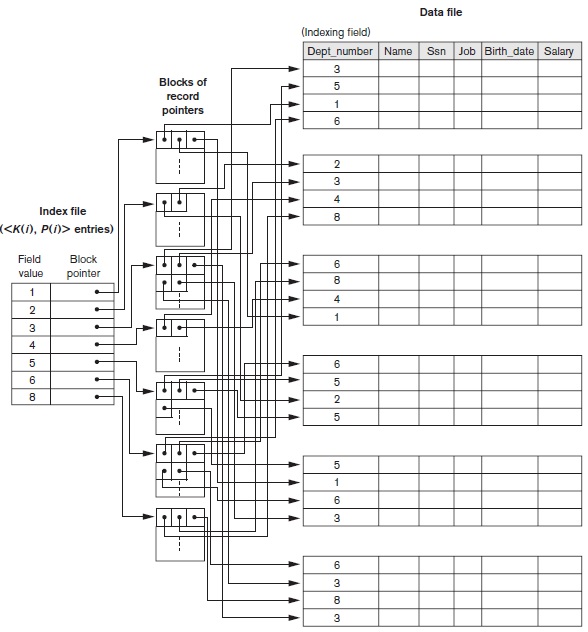 Data file
(Indexing field)
Dept_number Name Ssn Job Birth_date Salary
3
5
1
6
2
3
4
8
6
8
4
1
6
5
2
5
5
1
6
3
6
3
8
3
Blocks of
record
pointers
Index file
(<K(i), P(i)> entries)
Field
value
Block
pointer
1
2
3
4
5
6
8